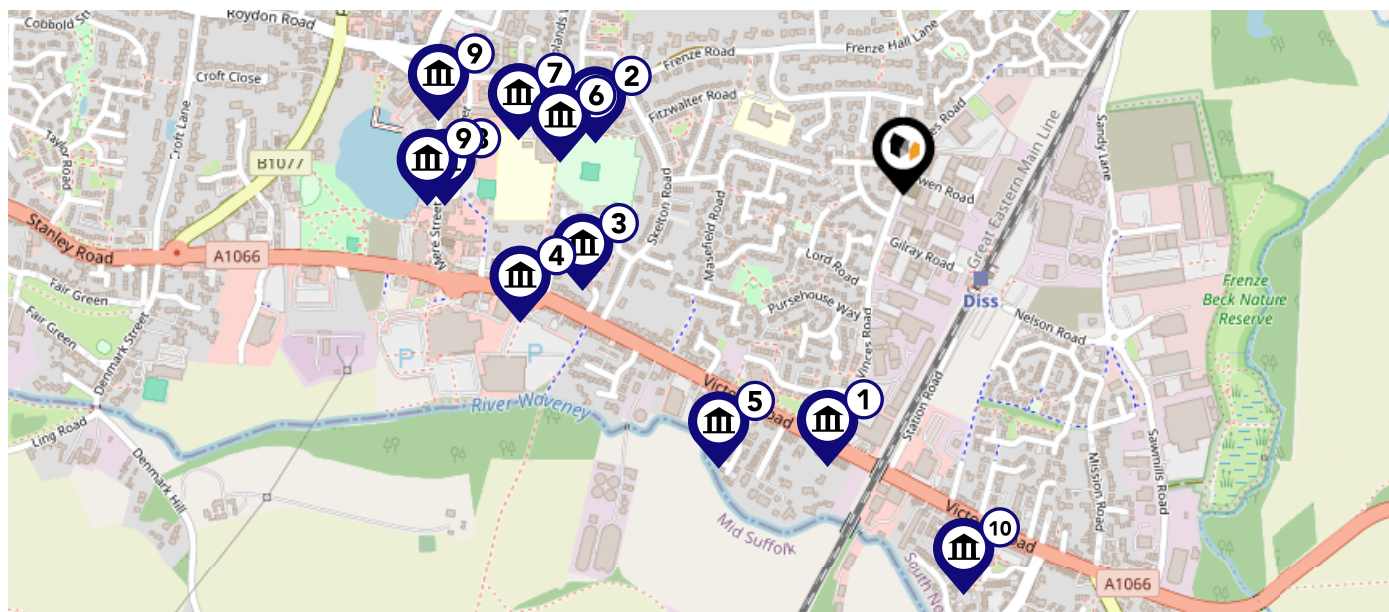 Cobbold St
Roydon Road
Croft Close
Croft Lane
Taylor Road
B1077
Stanley Road
A1066
Fair Green
Fair Green
Denmark Street
Ling Road
Denmark Hill
Mere Street
River Waveney
P
P
Frenze Road
Frenze Hall Lane
Fitzwalter Road
Skelton Road
Masefield Road
Lord Road
Pursehouse Way
Vinces Road
Gilray Road
Great Eastern Main Line
Diss
Nelson Road
Station Road
Sandy Lane
Frenze
Beck Nature
Reserve
Sawmills Road
Mission Road
Mid Suffolk
A1066
9
7
2
6
9
8
3
4
5
1
10